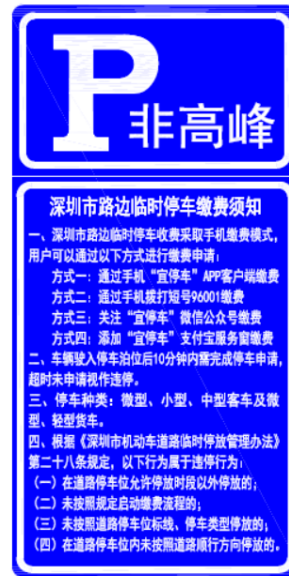 P
非高峰
深圳市路边临时停车缴费须知
一、深圳市路边临时停车收费采取手机缴费模式,
用户可以通过以下方式进行缴费申请:
方式一: 通过手机“宜停车”APP客户端缴费
方式二: 通过手机拨打短号96001缴费
方式三: 关注“宜停车”微信公众号缴费
方式四: 添加“宜停车”支付宝服务窗缴费
二、车辆驶入停车泊位后10分钟内需完成停车申请,
超时未申请视作违停。
三、停车种类: 微型、小型、中型客车及微
型、轻型货车。
四、根据《深圳市机动车道路临时停放管理办法》
第二十八条规定, 以下行为属于违停行为:
(一) 在道路停车位允许停放时段以外停放的;
(二) 未按照规定启动缴费流程的;
(三) 未按照道路停车位标线、停车类型停放的;
(四) 在道路停车位内未按照道路顺行方向停放的。